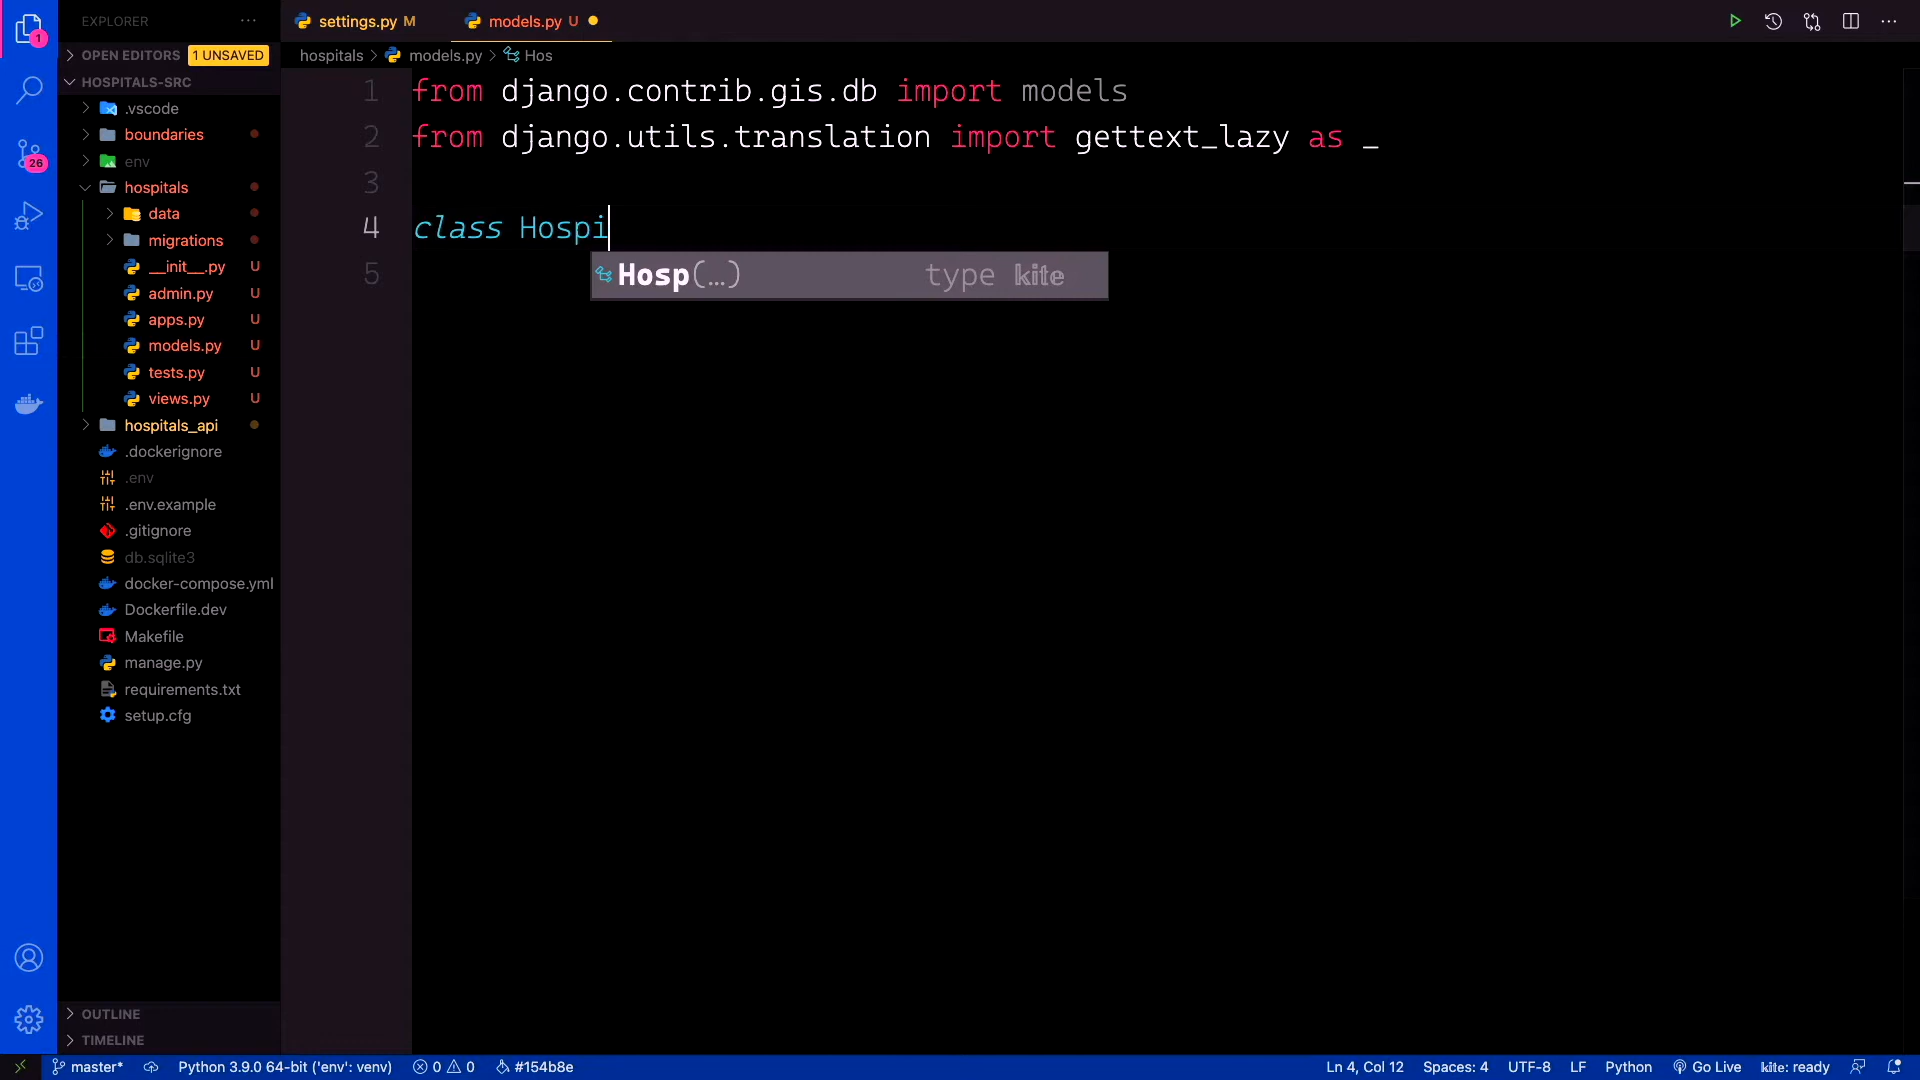 EXPLORER
settings.py M
models.py U
OPEN EDITORS 1 UNSAVED
hospitals > models.py > Hos
HOSPITALS-SRC
.vscode
boundaries
env
hospitals
data
migrations
__init__.py U
admin.py U
apps.py U
models.py U
tests.py U
views.py U
hospitals_api
.dockerignore
.env
.env.example
.gitignore
db.sqlite3
docker-compose.yml
Dockerfile.dev
Makefile
manage.py
requirements.txt
setup.cfg
OUTLINE
TIMELINE
1
26
1 from django.contrib.gis.db import models
2 from django.utils.translation import gettext_lazy as _
3
4 class Hospi
Hosp(…) type kite
5
master* Python 3.9.0 64-bit ('env': venv) 0 0 #154b8e Ln 4, Col 12 Spaces: 4 UTF-8 LF Python Go Live kite: ready